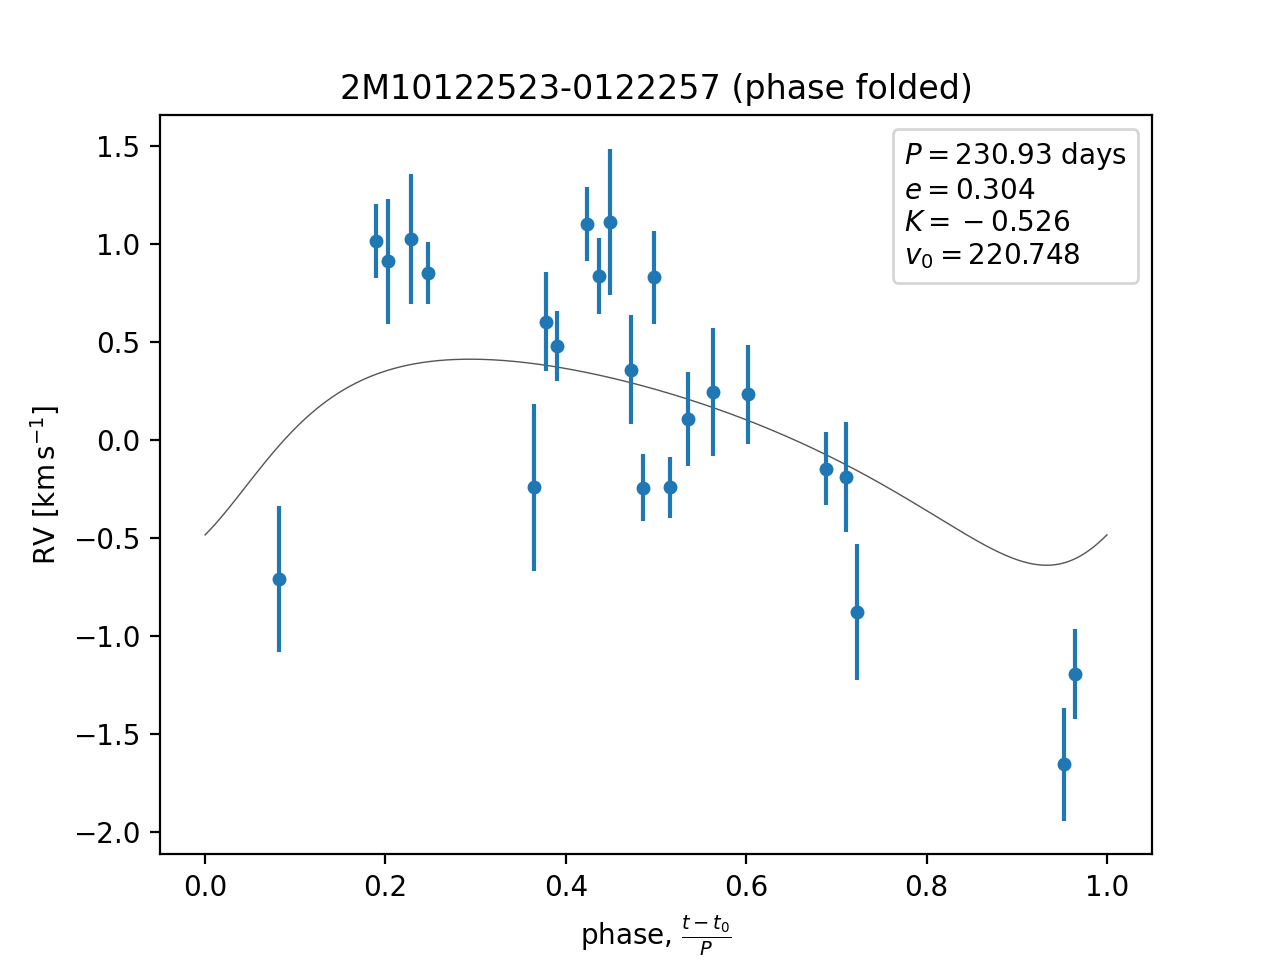 2M10122523-0122257 (phase folded)
P = 230.93 days
e = 0.304
K = −0.526
v₀ = 220.748
1.5
1.0
0.5
0.0
−0.5
−1.0
−1.5
−2.0
RV [km s⁻¹]
0.0 0.2 0.4 0.6 0.8 1.0
phase, (t − t₀)/P